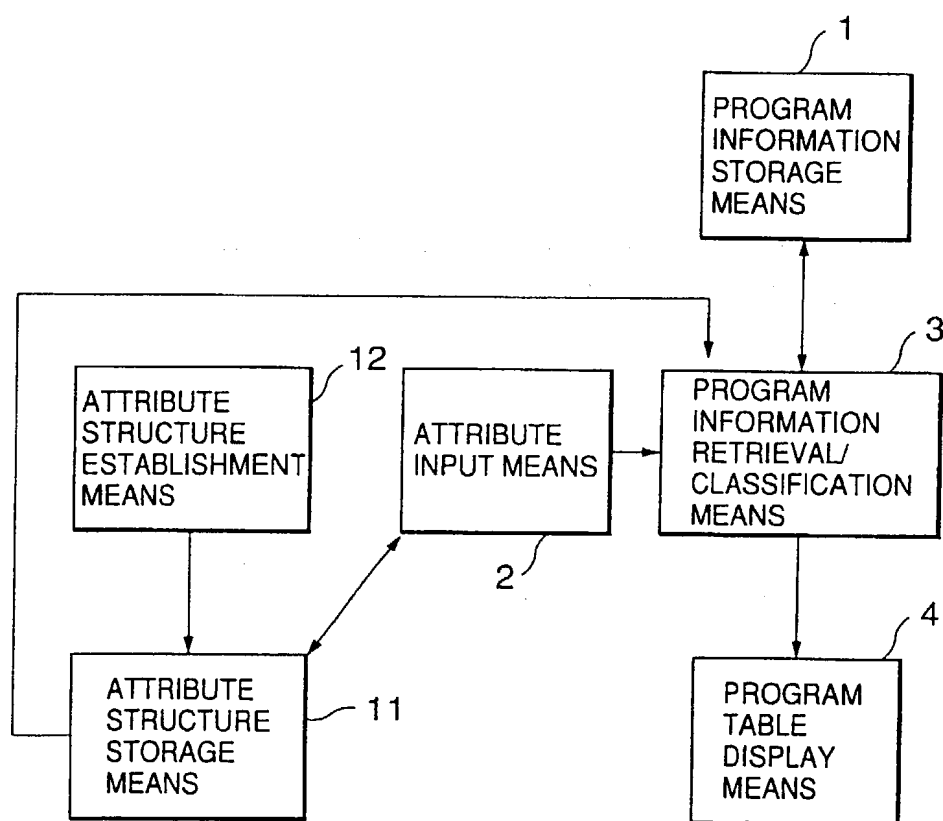 1
PROGRAM
INFORMATION
STORAGE
MEANS
12
ATTRIBUTE
STRUCTURE
ESTABLISHMENT
MEANS
ATTRIBUTE
INPUT MEANS
2
3
PROGRAM
INFORMATION
RETRIEVAL/
CLASSIFICATION
MEANS
ATTRIBUTE
STRUCTURE
STORAGE
MEANS
11
4
PROGRAM
TABLE
DISPLAY
MEANS